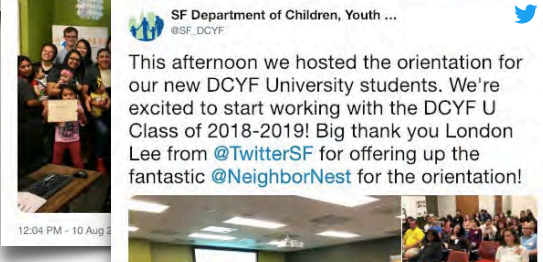 SF Department of Children, Youth ...
@SF_DCYF
This afternoon we hosted the orientation for
our new DCYF University students. We're
excited to start working with the DCYF U
Class of 2018-2019! Big thank you London
Lee from @TwitterSF for offering up the
fantastic @NeighborNest for the orientation!
12:04 PM - 10 Aug 2